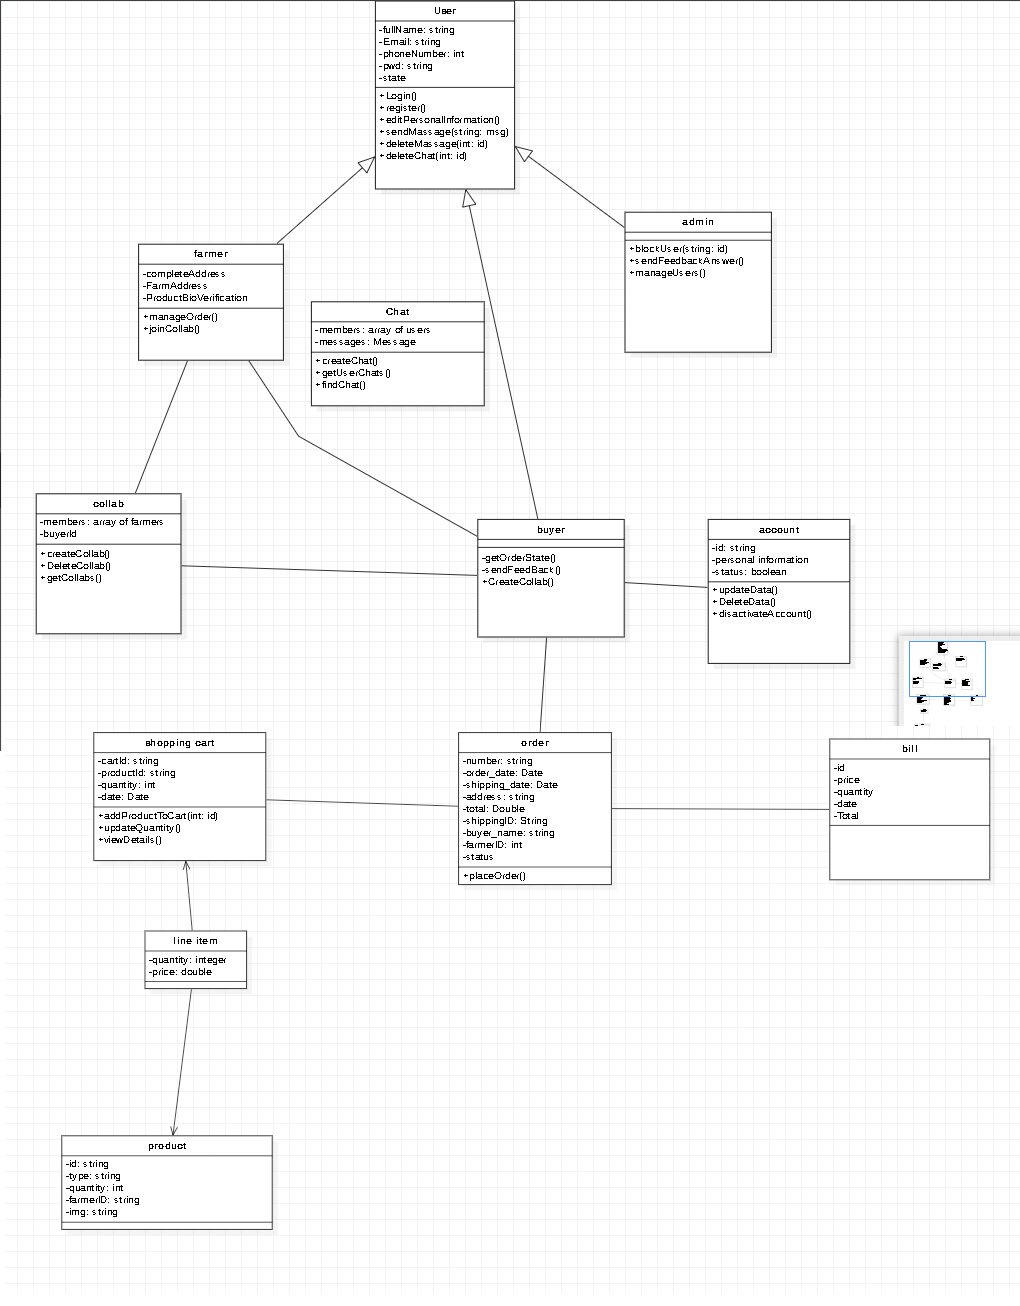 User
-fullName: string
-Email: string
-phoneNumber: int
-pwd: string
-state
+Login()
+register()
+editPersonalInformation()
+sendMassage(string: msg)
+deleteMassage(int: id)
+deleteChat(int: id)
admin
+blockUser(string: id)
+sendFeedbackAnswer()
+manageUsers()
farmer
-completeAddress
-FarmAddress
-ProductBioVerification
+manageOrder()
+joinCollab()
Chat
-members: array of users
-messages: Message
+createChat()
+getUserChats()
+findChat()
collab
-members: array of farmers
-buyerId
+createCollab()
+DeleteCollab()
+getCollabs()
buyer
-getOrderState()
-sendFeedBack()
+CreateCollab()
account
-id: string
-personal information
-status: boolean
+updateData()
+DeleteData()
+disactivateAccount()
shopping cart
-cartId: string
-productId: string
-quantity: int
-date: Date
+addProductToCart(int: id)
+updateQuantity()
+viewDetails()
order
-number: string
-order_date: Date
-shipping_date: Date
-address: string
-total: Double
-shippingID: String
-buyer_name: string
-farmerID: int
-status
+placeOrder()
bill
-id
-price
-quantity
-date
-Total
line item
-quantity: integer
-price: double
product
-id: string
-type: string
-quantity: int
-farmerID: string
-img: string